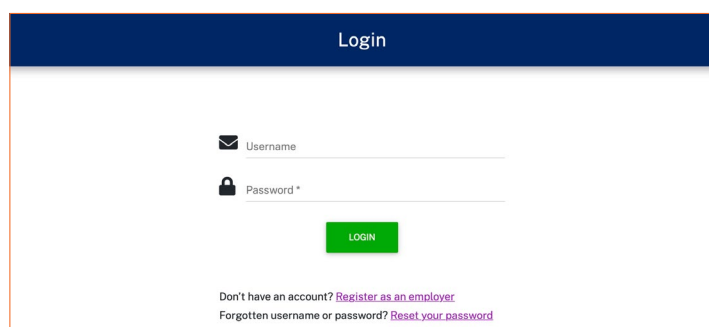 Login
Username
Password *
LOGIN
Don't have an account? Register as an employer
Forgotten username or password? Reset your password